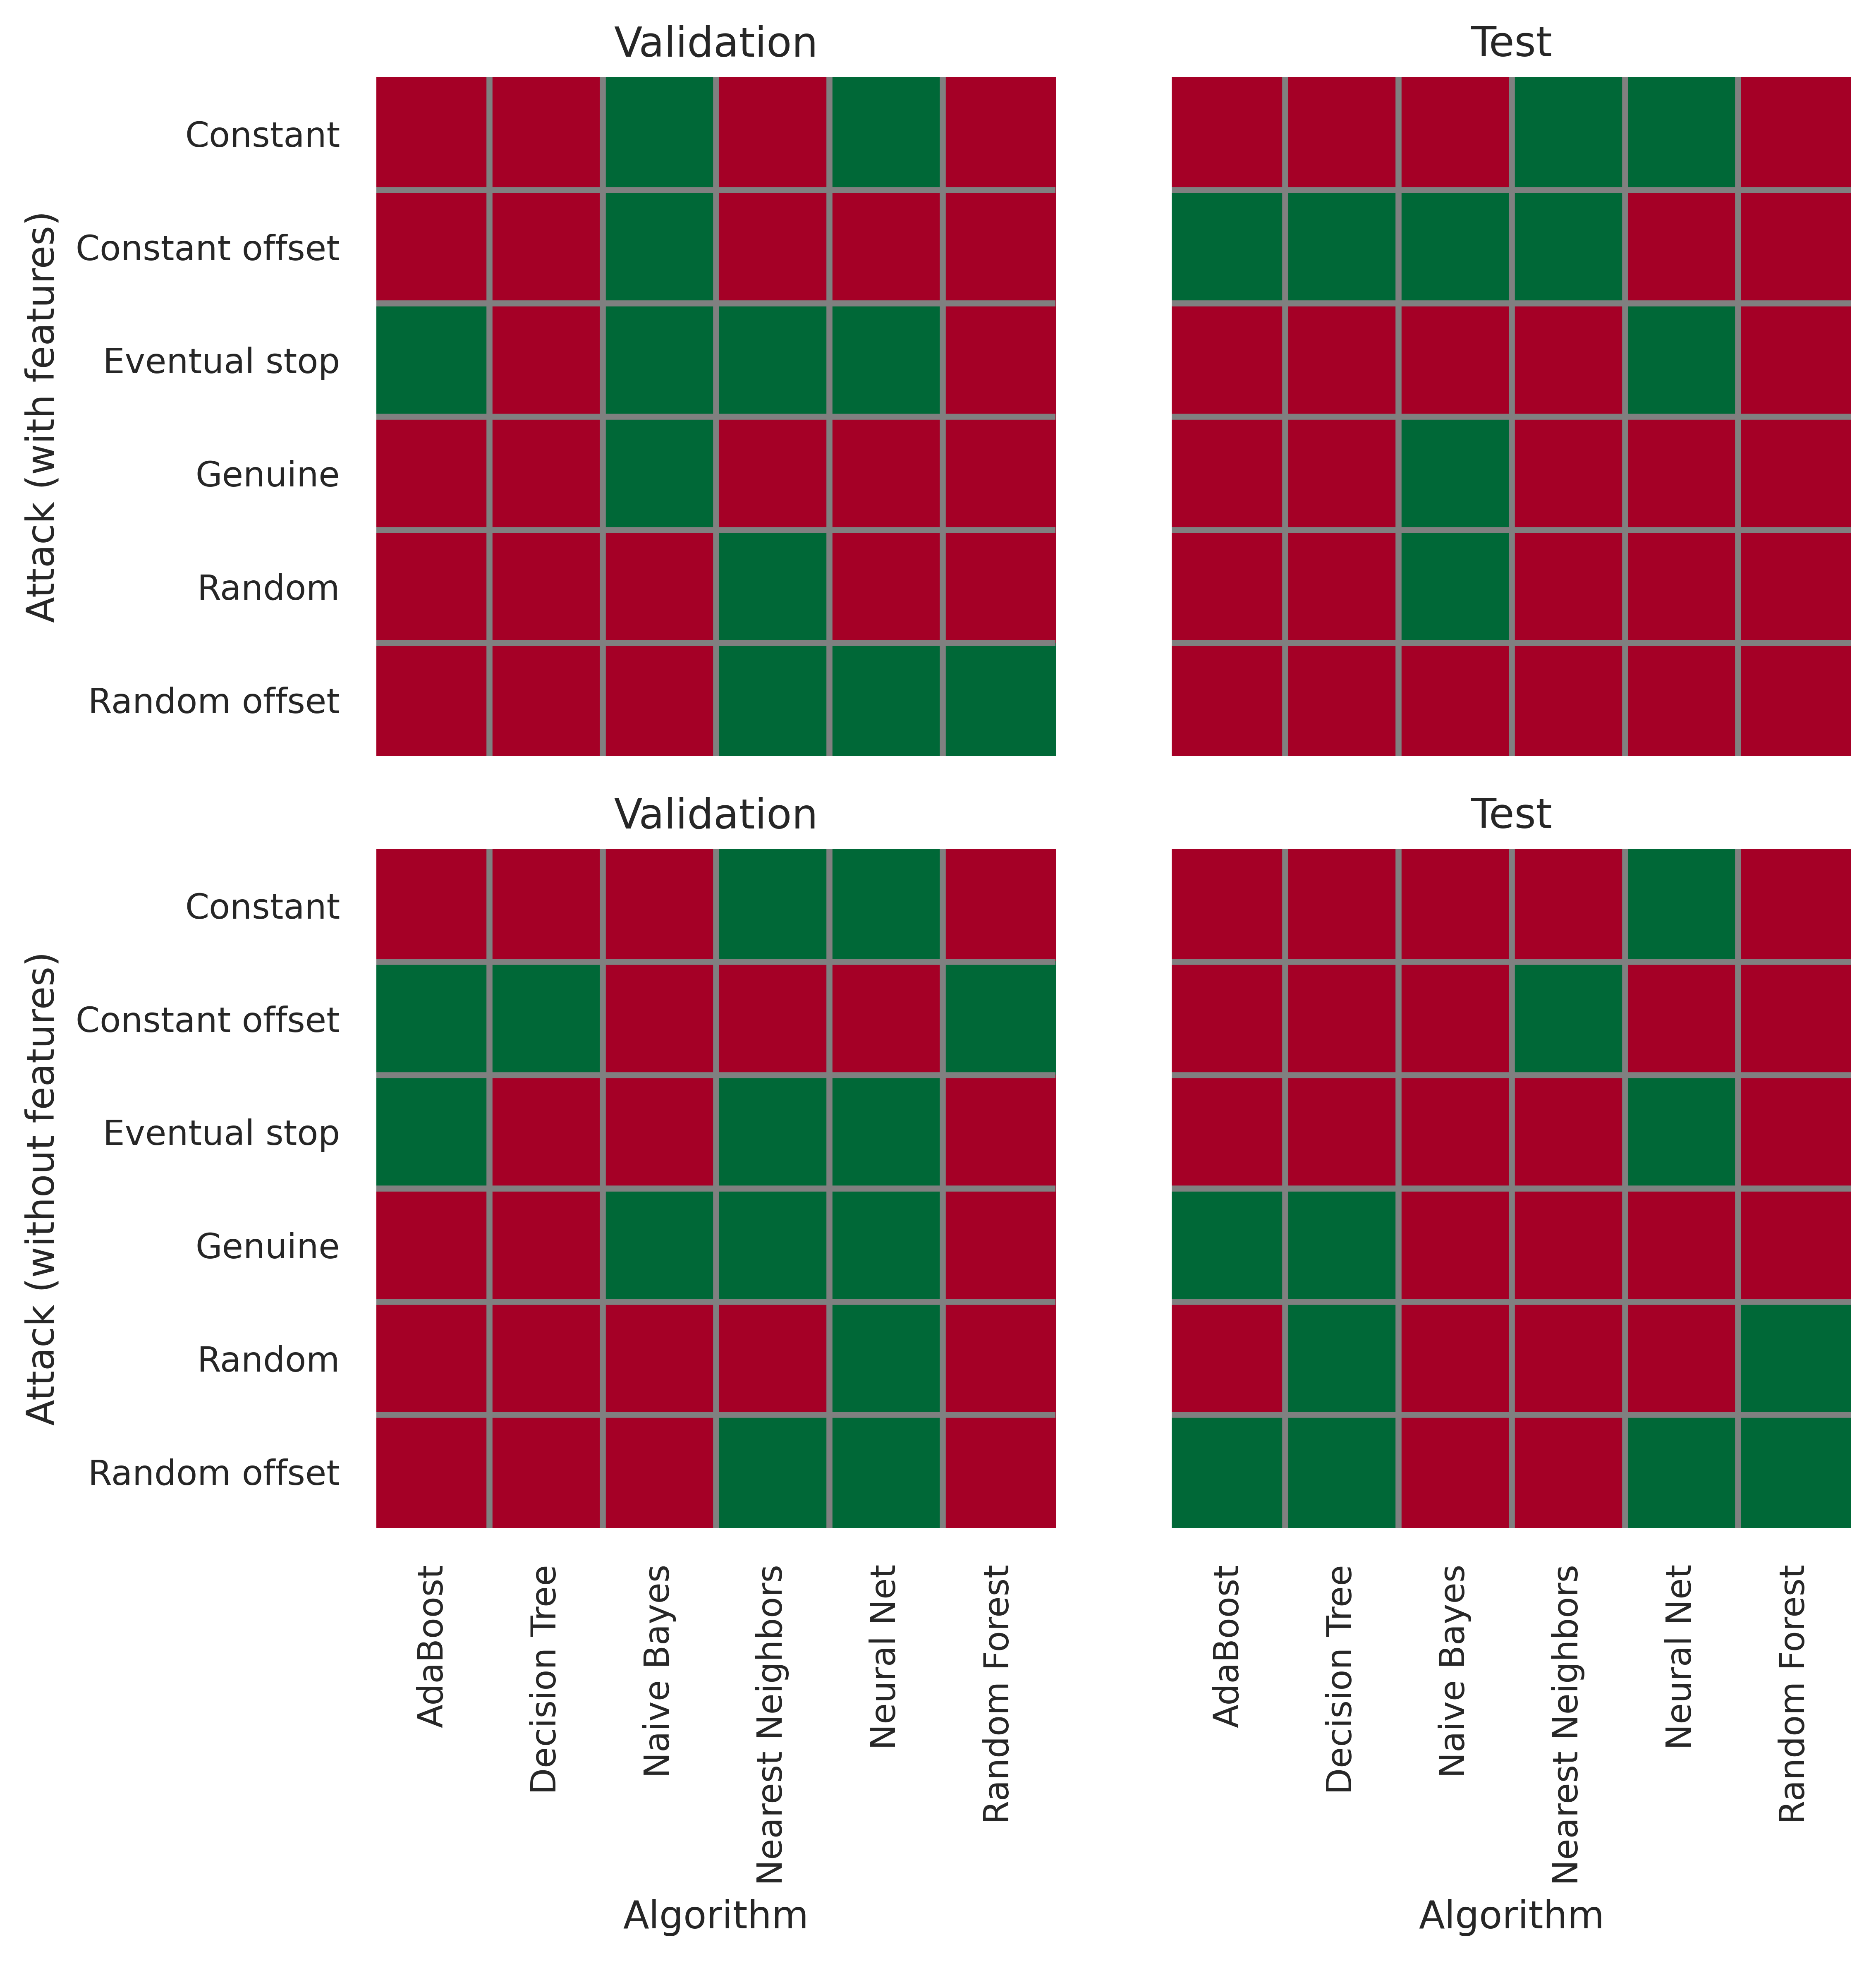 Validation
Test
Attack (with features)
Constant
Constant offset
Eventual stop
Genuine
Random
Random offset
Validation
Test
Attack (without features)
Constant
Constant offset
Eventual stop
Genuine
Random
Random offset
AdaBoost
Decision Tree
Naive Bayes
Nearest Neighbors
Neural Net
Random Forest
AdaBoost
Decision Tree
Naive Bayes
Nearest Neighbors
Neural Net
Random Forest
Algorithm
Algorithm